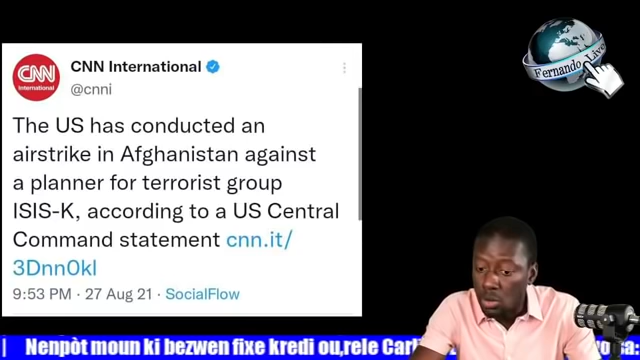 CNN
International
CNN International
@cnni
The US has conducted an
airstrike in Afghanistan against
a planner for terrorist group
ISIS-K, according to a US Central
Command statement cnn.it/
3Dnn0kl
9:53 PM · 27 Aug 21 · SocialFlow
Fernando Live
| Nenpòt moun ki bezwen fixe kredi ou,rele